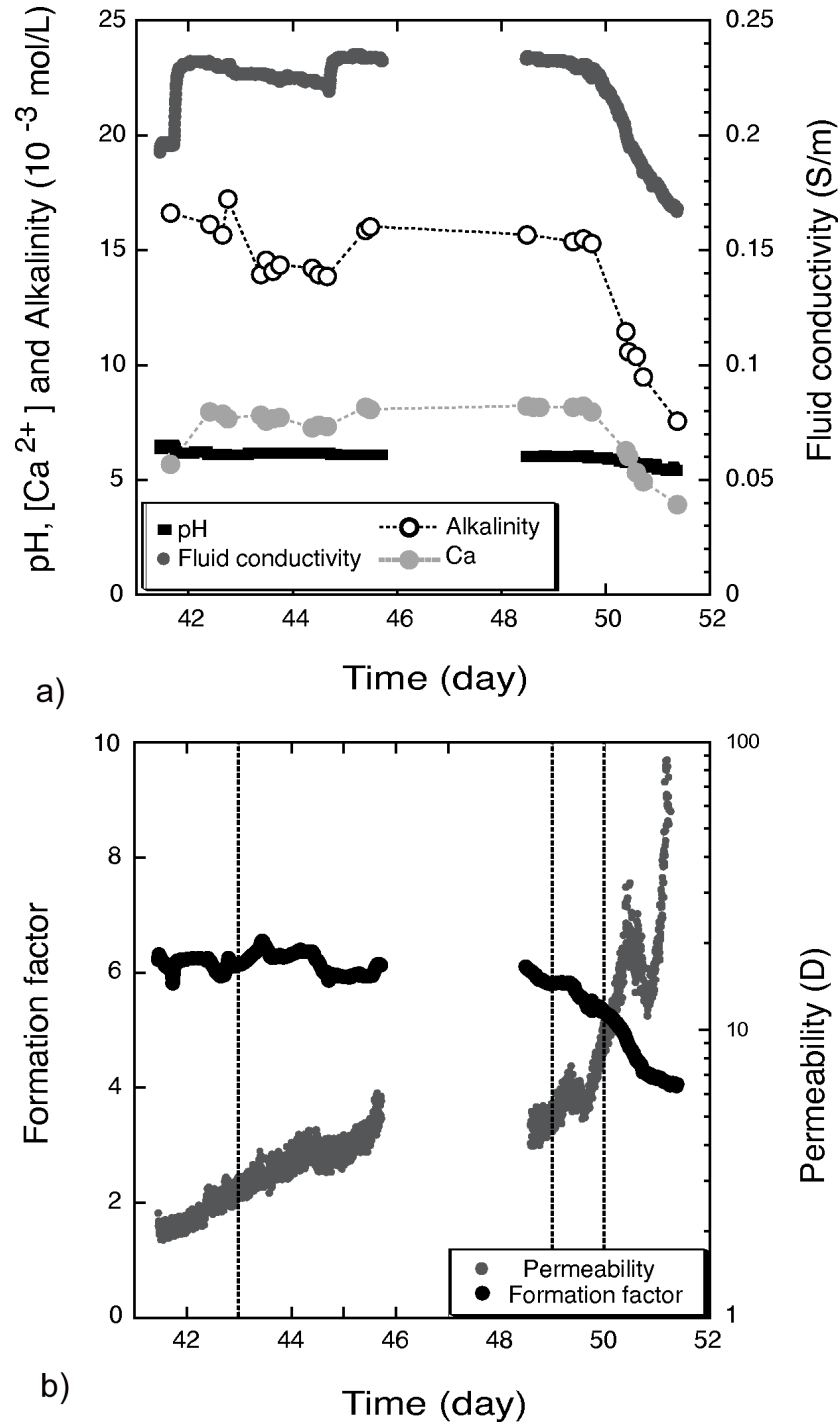 25
20
15
10
5
0
pH, [Ca 2+ ] and Alkalinity (10 -3 mol/L)
0.25
0.2
0.15
0.1
0.05
0
Fluid conductivity (S/m)
pH
Fluid conductivity
Alkalinity
Ca
42 44 46 48 50 52
Time (day)
a)
10
8
6
4
2
0
Formation factor
100
10
1
Permeability (D)
Permeability
Formation factor
42 44 46 48 50 52
Time (day)
b)